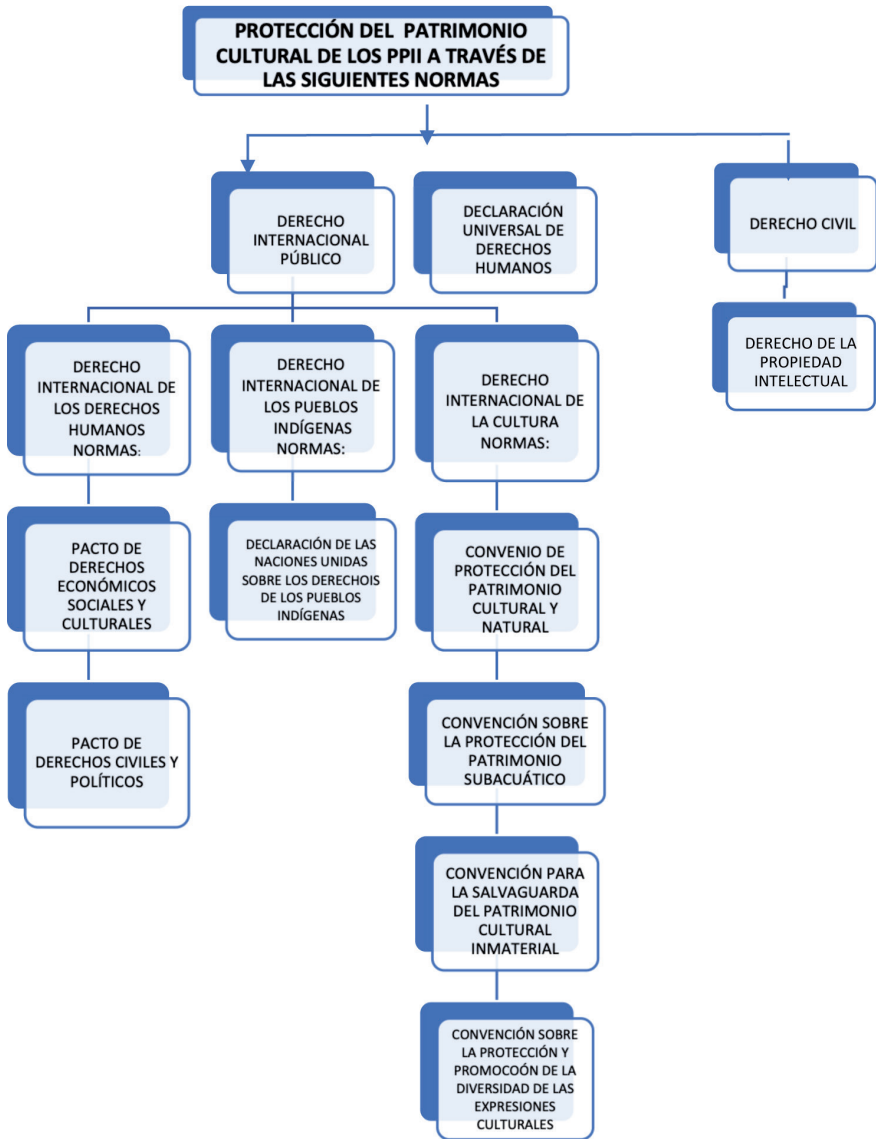 PROTECCIÓN DEL PATRIMONIO
CULTURAL DE LOS PPII A TRAVÉS DE
LAS SIGUIENTES NORMAS
DERECHO
INTERNACIONAL
PÚBLICO
DECLARACIÓN
UNIVERSAL DE
DERECHOS
HUMANOS
DERECHO CIVIL
DERECHO
INTERNACIONAL DE
LOS DERECHOS
HUMANOS
NORMAS:
DERECHO
INTERNACIONAL DE
LOS PUEBLOS
INDÍGENAS
NORMAS:
DERECHO
INTERNACIONAL DE
LA CULTURA
NORMAS:
DERECHO DE LA
PROPIEDAD
INTELECTUAL
PACTO DE
DERECHOS
ECONÓMICOS
SOCIALES Y
CULTURALES
DECLARACIÓN DE LAS
NACIONES UNIDAS
SOBRE LOS DERECHOIS
DE LOS PUEBLOS
INDÍGENAS
CONVENIO DE
PROTECCIÓN DEL
PATRIMONIO
CULTURAL Y
NATURAL
PACTO DE
DERECHOS CIVILES Y
POLÍTICOS
CONVENCIÓN SOBRE
LA PROTECCIÓN DEL
PATRIMONIO
SUBACUÁTICO
CONVENCIÓN PARA
LA SALVAGUARDA
DEL PATRIMONIO
CULTURAL
INMATERIAL
CONVENCIÓN SOBRE
LA PROTECCIÓN Y
PROMOCOÓN DE LA
DIVERSIDAD DE LAS
EXPRESIONES
CULTURALES